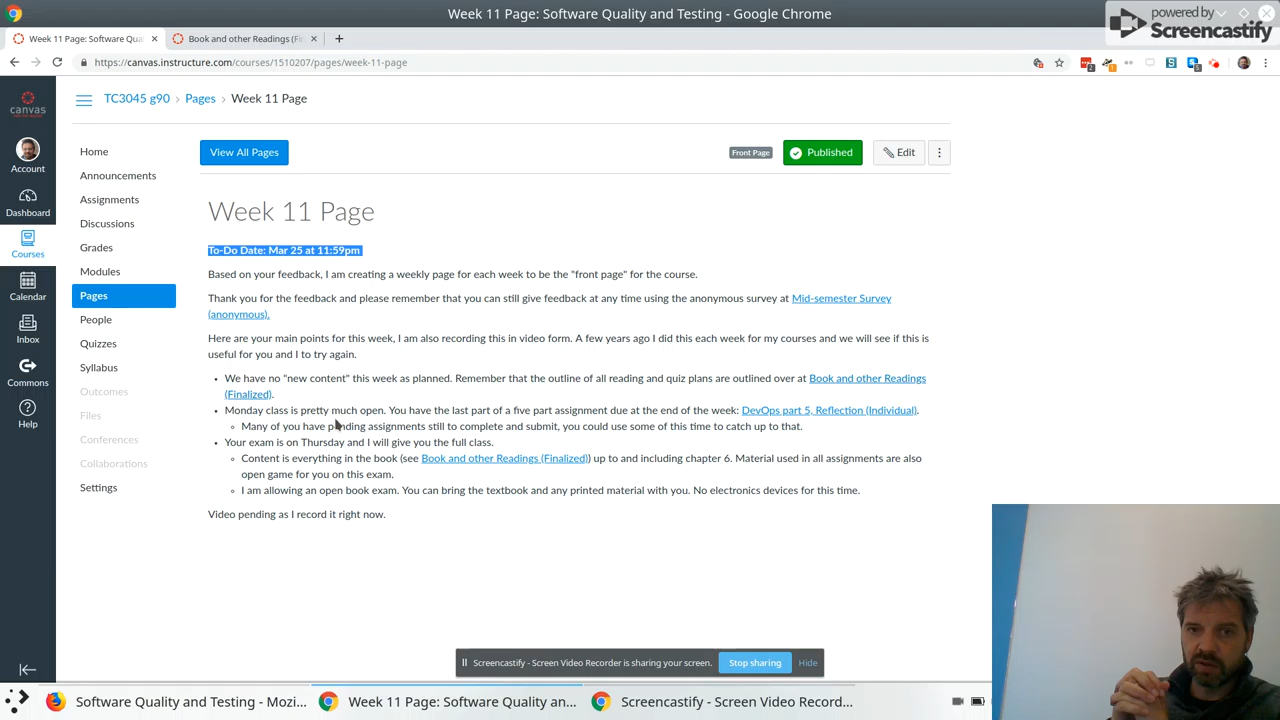 Week 11 Page: Software Quality and Testing - Google Chrome
powered by
Screencastify
Week 11 Page: Software Qua
Book and other Readings (Fin
https://canvas.instructure.com/courses/1510207/pages/week-11-page
canvas
Account
Dashboard
Courses
Calendar
Inbox
Commons
Help
TC3045 g90 › Pages › Week 11 Page
Home
Announcements
Assignments
Discussions
Grades
Modules
Pages
People
Quizzes
Syllabus
Outcomes
Files
Conferences
Collaborations
Settings
View All Pages
Front Page
Published
Edit
Week 11 Page
To-Do Date: Mar 25 at 11:59pm
Based on your feedback, I am creating a weekly page for each week to be the "front page" for the course.
Thank you for the feedback and please remember that you can still give feedback at any time using the anonymous survey at Mid-semester Survey
(anonymous).
Here are your main points for this week, I am also recording this in video form. A few years ago I did this each week for my courses and we will see if this is
useful for you and I to try again.
We have no "new content" this week as planned. Remember that the outline of all reading and quiz plans are outlined over at Book and other Readings
(Finalized).
Monday class is pretty much open. You have the last part of a five part assignment due at the end of the week: DevOps part 5, Reflection (Individual).
Many of you have pending assignments still to complete and submit, you could use some of this time to catch up to that.
Your exam is on Thursday and I will give you the full class.
Content is everything in the book (see Book and other Readings (Finalized)) up to and including chapter 6. Material used in all assignments are also
open game for you on this exam.
I am allowing an open book exam. You can bring the textbook and any printed material with you. No electronics devices for this time.
Video pending as I record it right now.
Screencastify - Screen Video Recorder is sharing your screen.
Stop sharing
Hide
Software Quality and Testing - Mozi...
Week 11 Page: Software Quality an...
Screencastify - Screen Video Record...